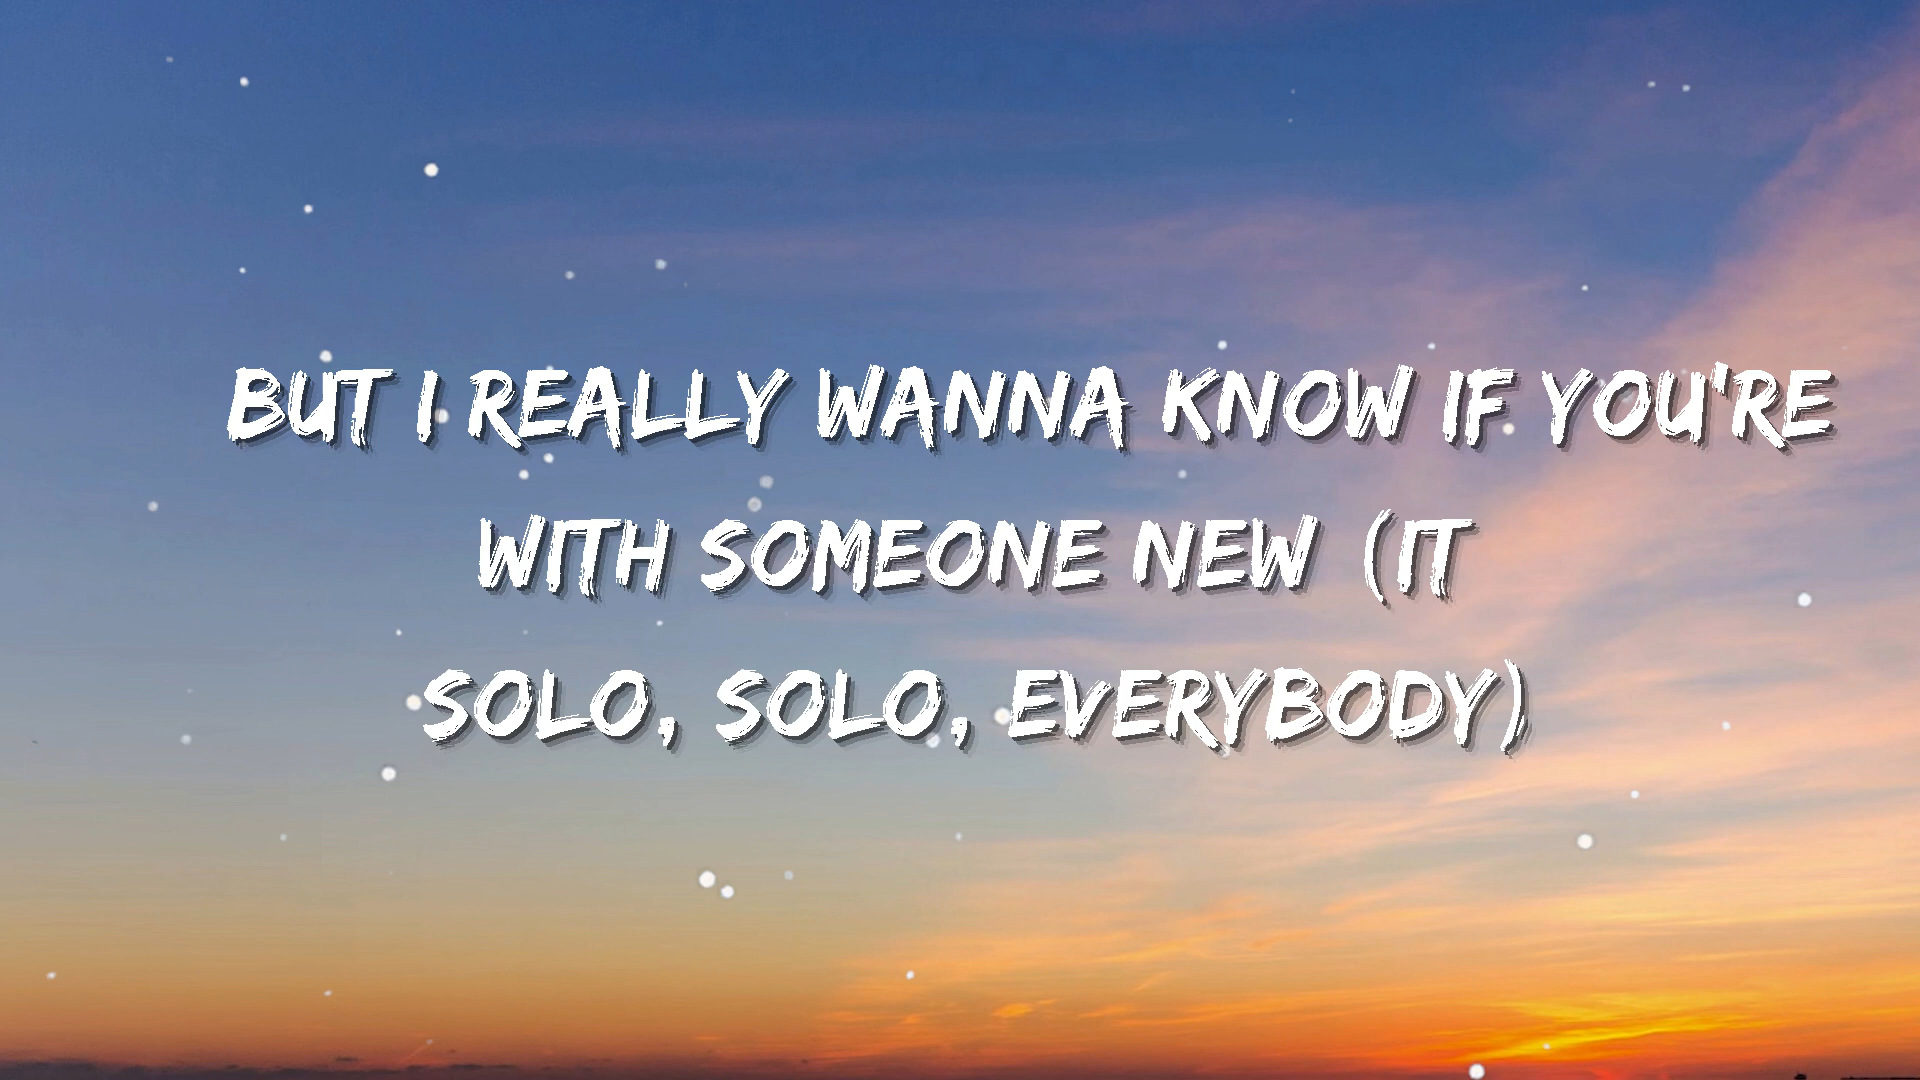 BUT I REALLY WANNA KNOW IF YOU'RE
WITH SOMEONE NEW (IT
SOLO, SOLO, EVERYBODY)